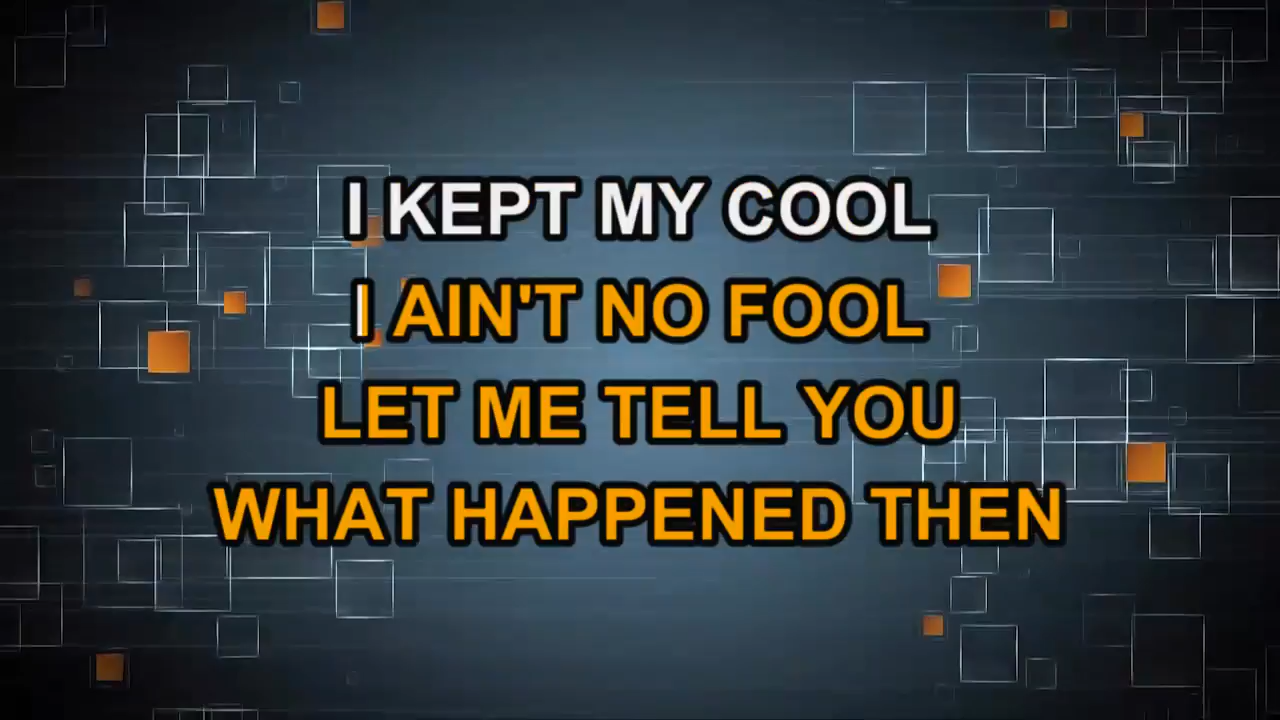 I KEPT MY COOL
I AIN'T NO FOOL
LET ME TELL YOU
WHAT HAPPENED THEN